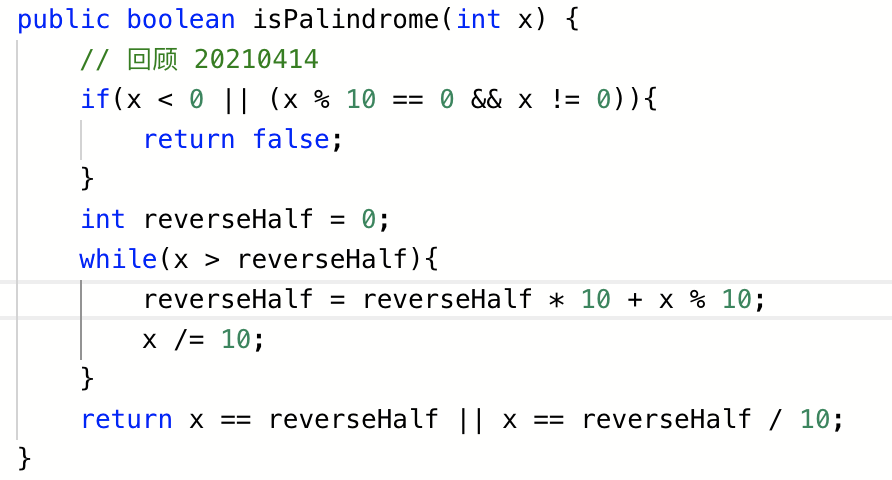 public boolean isPalindrome(int x) {
// 回顾 20210414
if(x < 0 || (x % 10 == 0 && x != 0)){
return false;
}
int reverseHalf = 0;
while(x > reverseHalf){
reverseHalf = reverseHalf * 10 + x % 10;
x /= 10;
}
return x == reverseHalf || x == reverseHalf / 10;
}